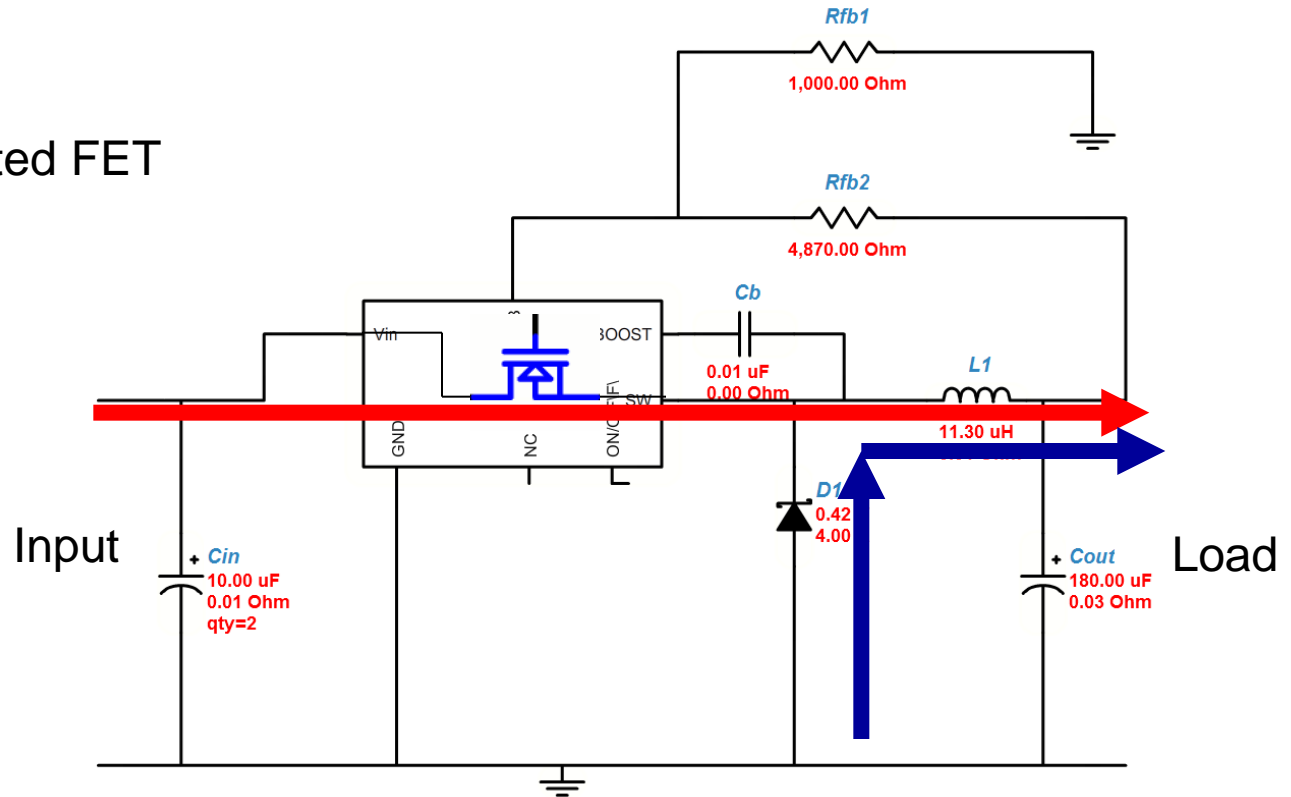 Rfb1
1,000.00 Ohm
ted FET
Rfb2
4,870.00 Ohm
Cb
Vin
BOOST
0.01 uF
0.00 Ohm
L1
SW
11.30 uH
GND
NC
D1
0.42
4.00
Input
+ Cin
10.00 uF
0.01 Ohm
qty=2
+ Cout
180.00 uF
0.03 Ohm
Load